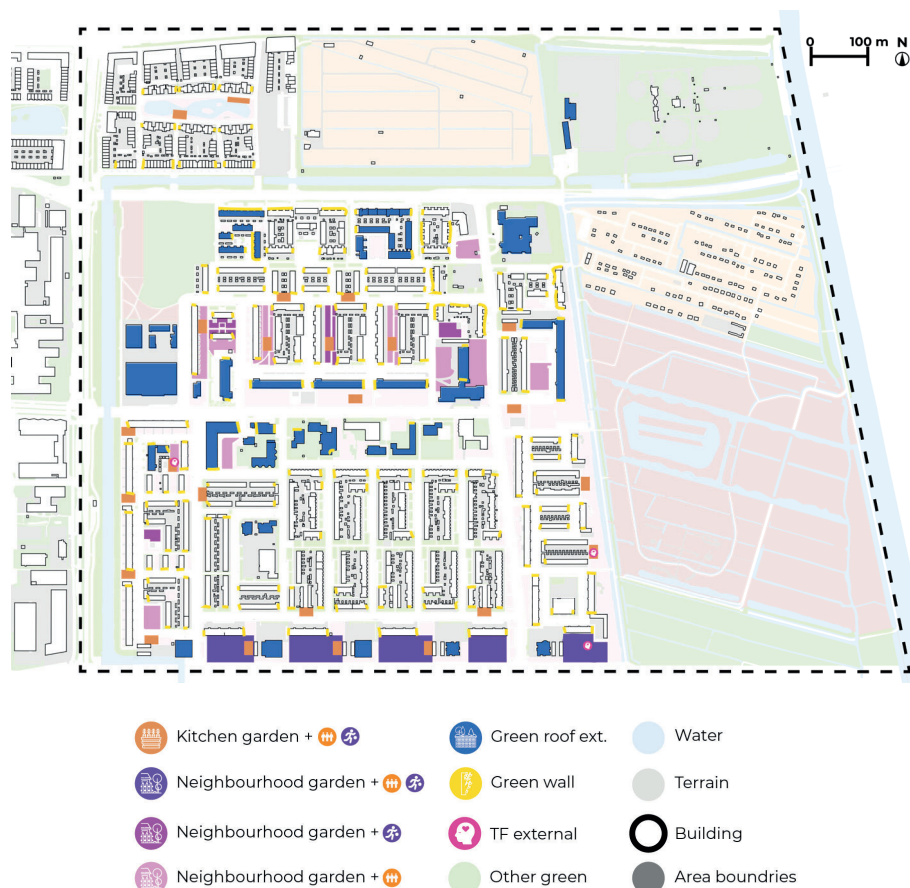 0 100 m N
Kitchen garden +
Green roof ext.
Water
Neighbourhood garden +
Green wall
Terrain
Neighbourhood garden +
TF external
Building
Neighbourhood garden +
Other green
Area boundries